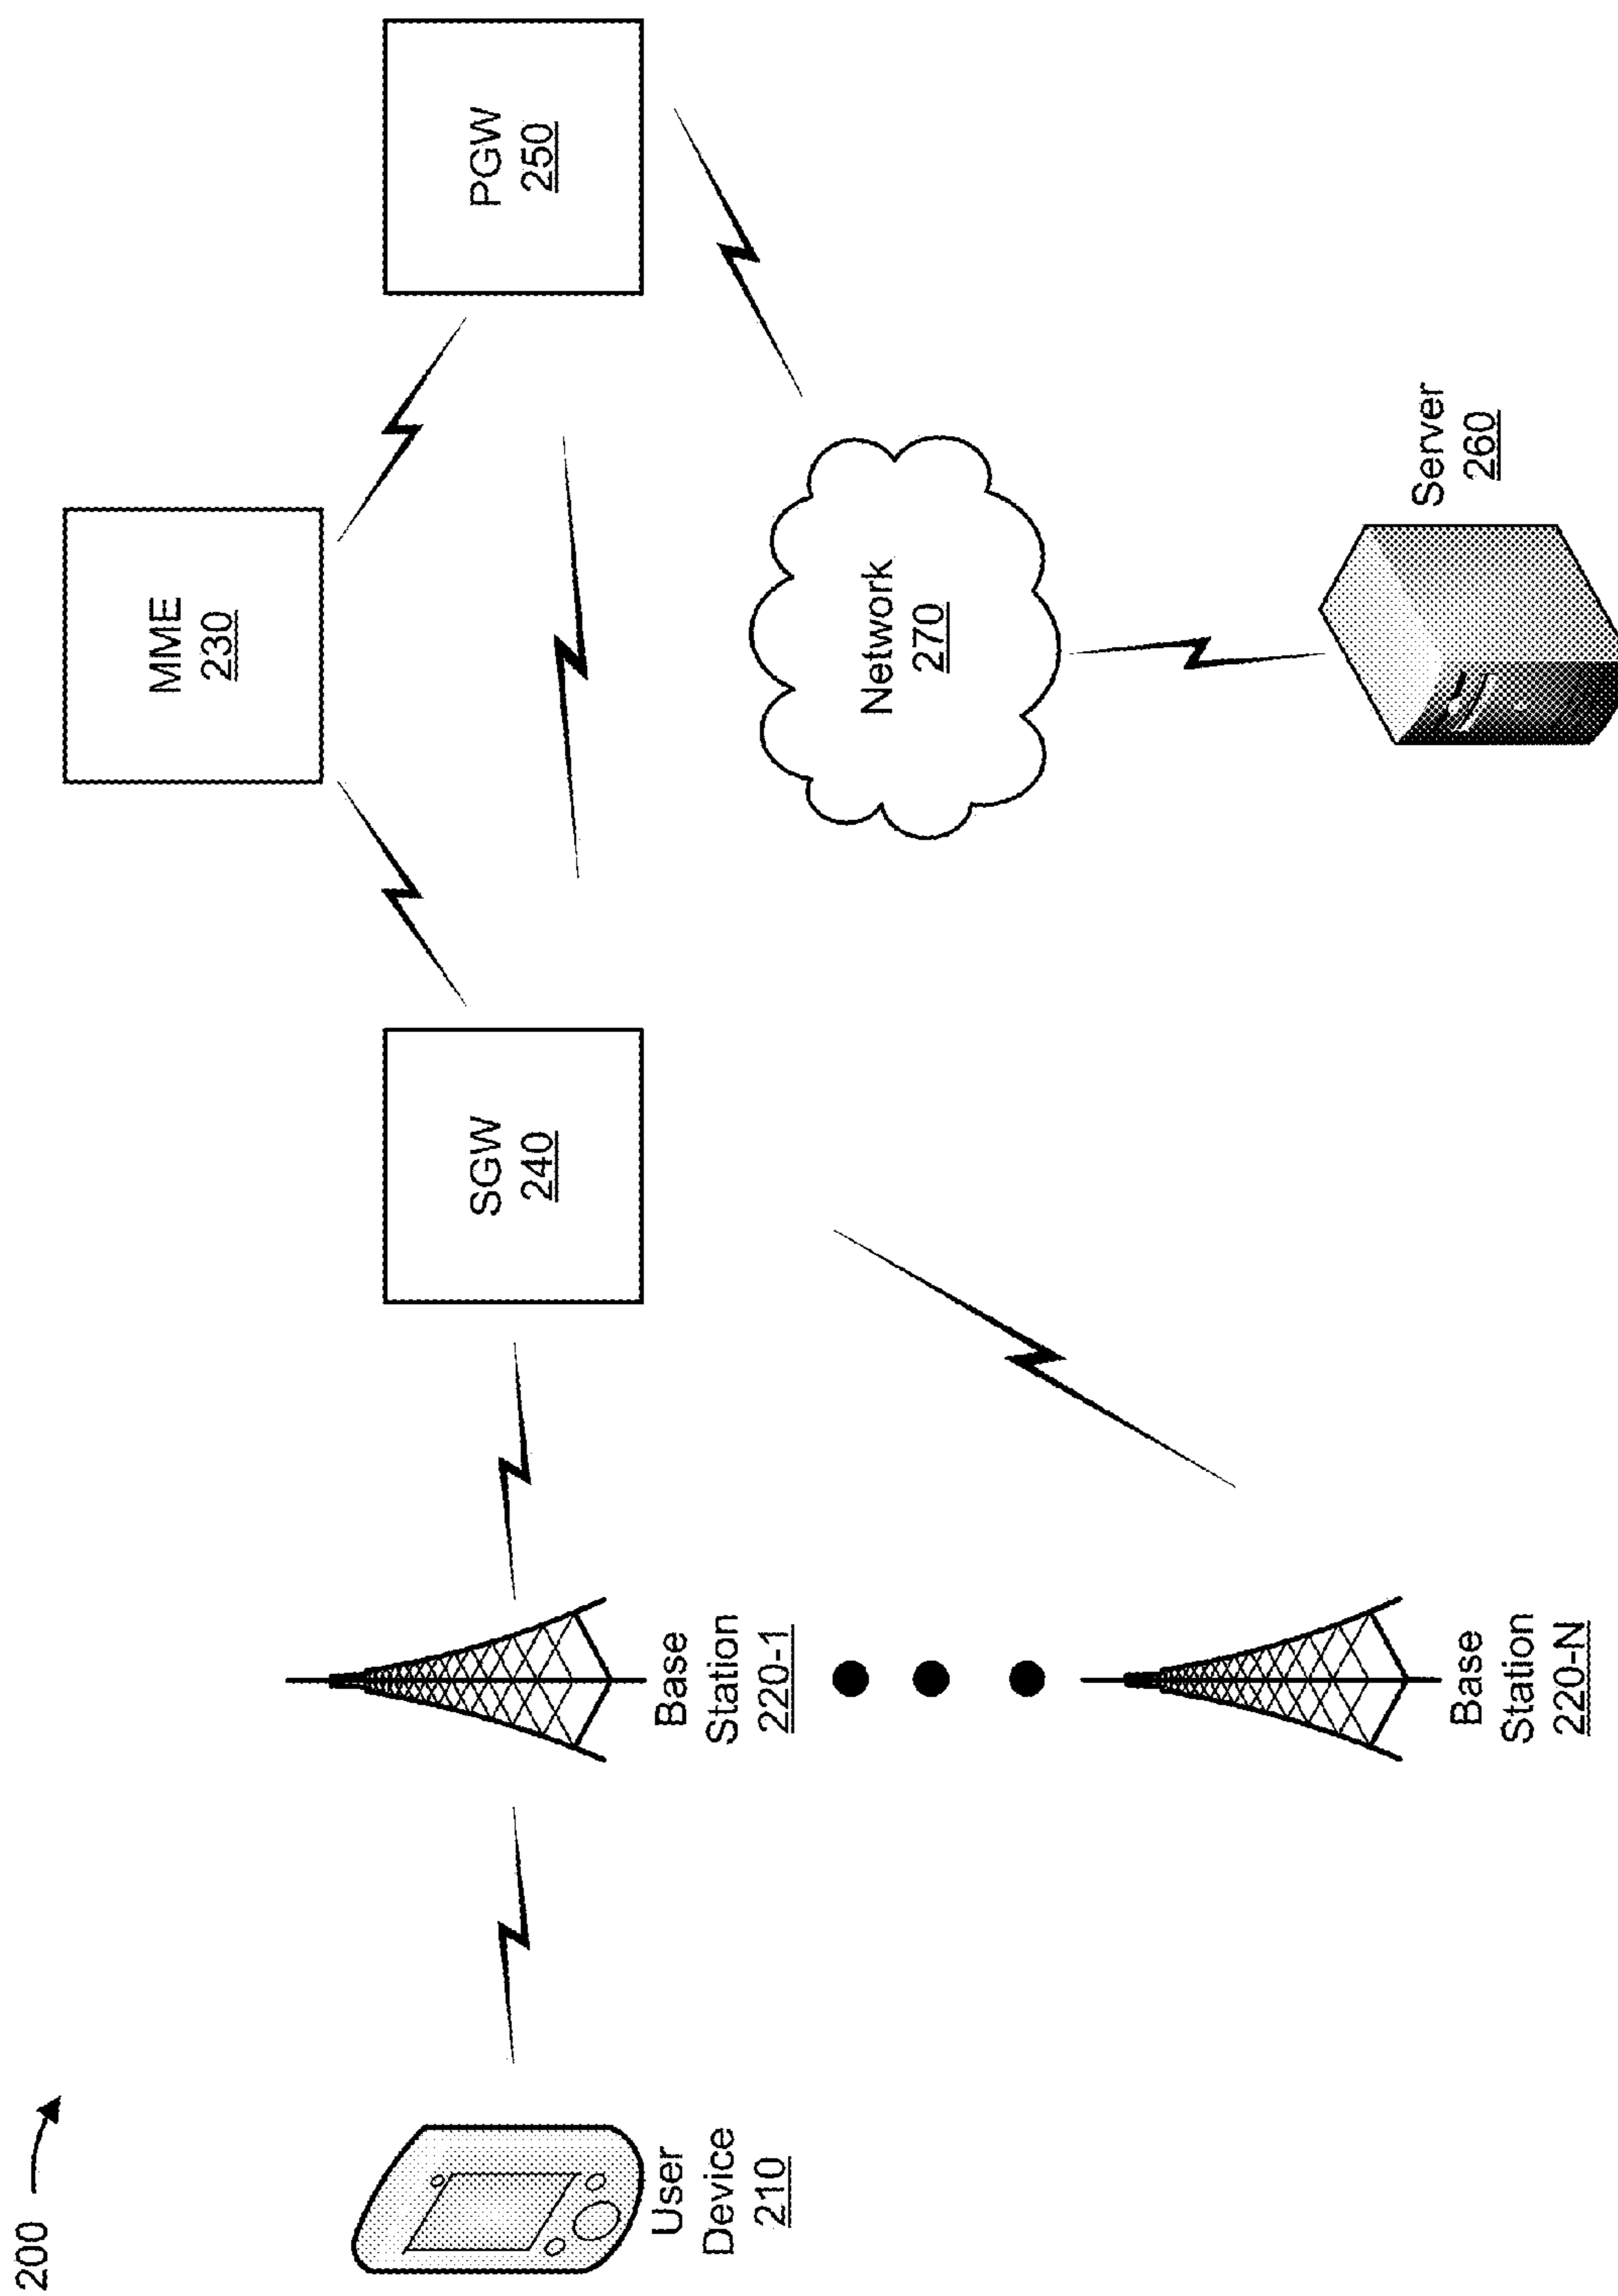 200
MME
230
SGW
240
PGW
250
User
Device
210
Base
Station
220-1
Network
270
Base
Station
220-N
Server
260